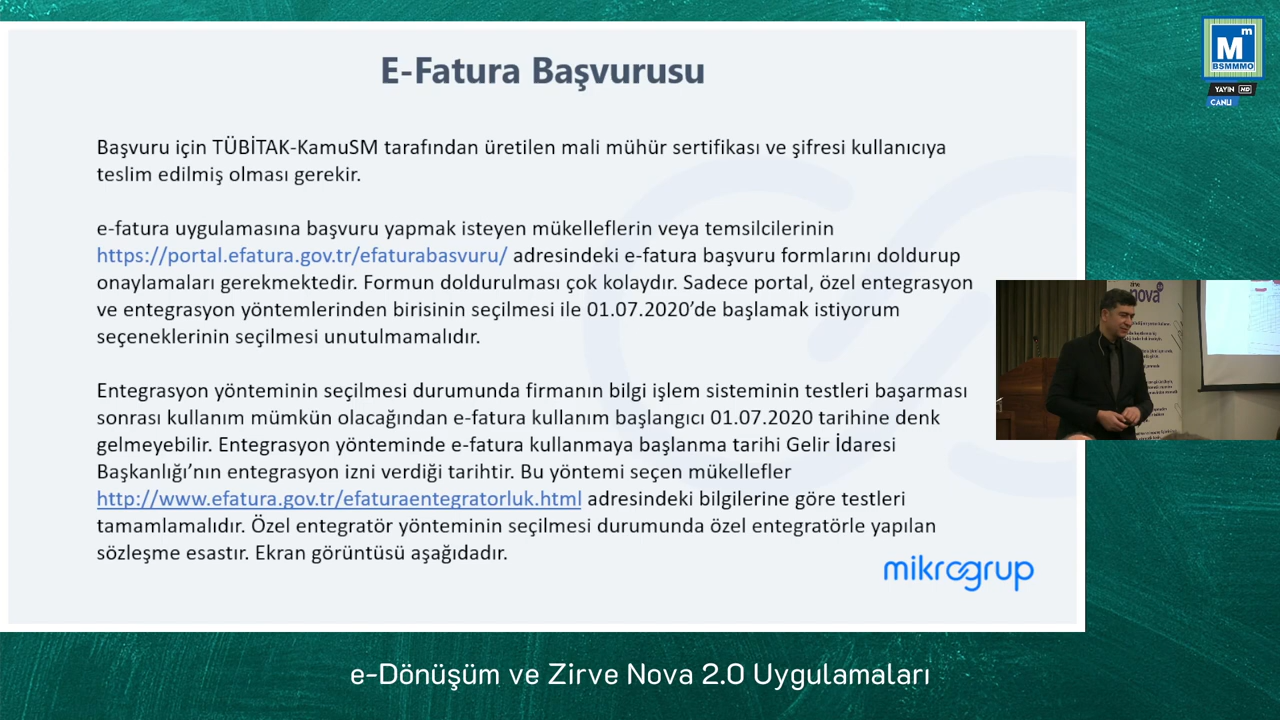 E-Fatura Başvurusu
Başvuru için TÜBİTAK-KamuSM tarafından üretilen mali mühür sertifikası ve şifresi kullanıcıya
teslim edilmiş olması gerekir.
e-fatura uygulamasına başvuru yapmak isteyen mükelleflerin veya temsilcilerinin
https://portal.efatura.gov.tr/efaturabasvuru/ adresindeki e-fatura başvuru formlarını doldurup
onaylamaları gerekmektedir. Formun doldurulması çok kolaydır. Sadece portal, özel entegrasyon
ve entegrasyon yöntemlerinden birisinin seçilmesi ile 01.07.2020’de başlamak istiyorum
seçeneklerinin seçilmesi unutulmamalıdır.
Entegrasyon yönteminin seçilmesi durumunda firmanın bilgi işlem sisteminin testleri başarması
sonrası kullanım mümkün olacağından e-fatura kullanım başlangıcı 01.07.2020 tarihine denk
gelmeyebilir. Entegrasyon yönteminde e-fatura kullanmaya başlanma tarihi Gelir İdaresi
Başkanlığı’nın entegrasyon izni verdiği tarihtir. Bu yöntemi seçen mükellefler
http://www.efatura.gov.tr/efaturaentegratorluk.html adresindeki bilgilerine göre testleri
tamamlamalıdır. Özel entegratör yönteminin seçilmesi durumunda özel entegratörle yapılan
sözleşme esastır. Ekran görüntüsü aşağıdadır.
mikrogrup
Mm
BSMMMO
YAYIN HD
CANLI
nova
e-Dönüşüm ve Zirve Nova 2.0 Uygulamaları